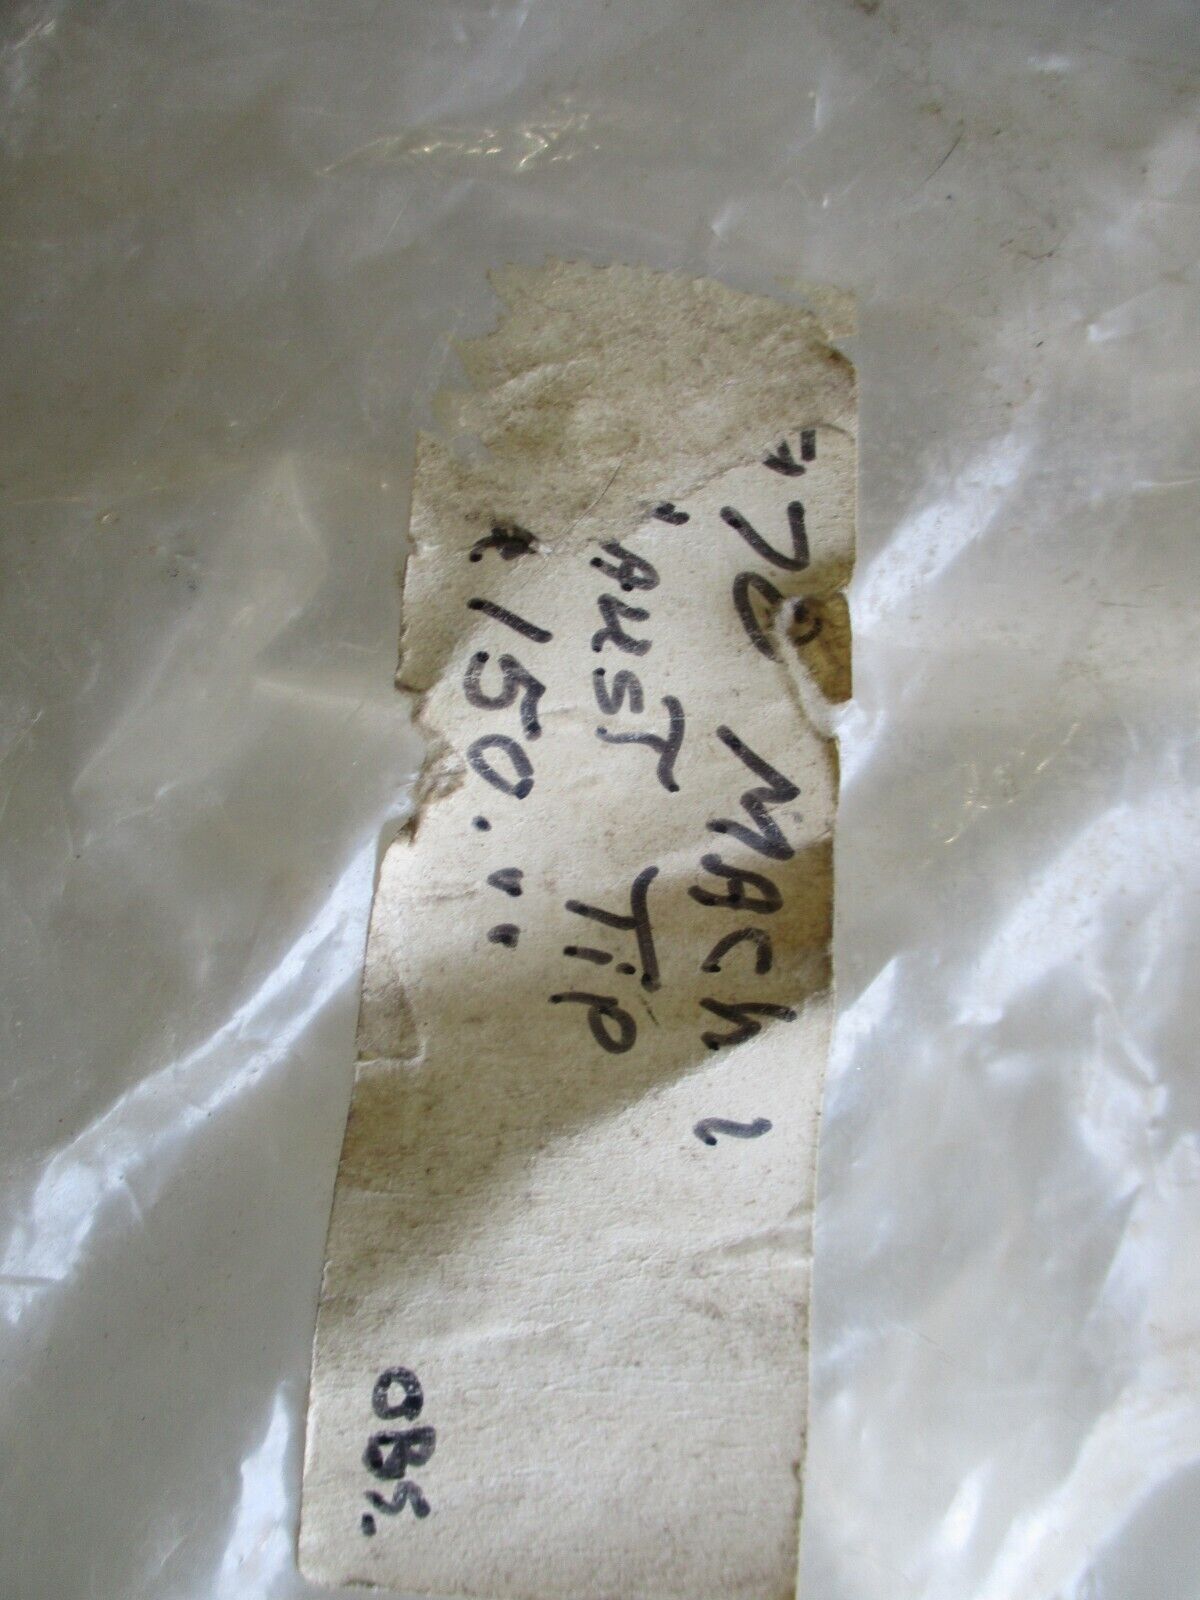 "70 MACh 1
'AUST Tip
150. ..
OBS.